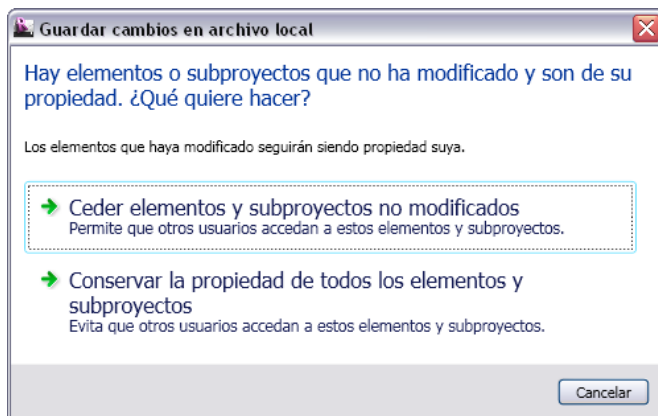 Guardar cambios en archivo local
Hay elementos o subproyectos que no ha modificado y son de su
propiedad. ¿Qué quiere hacer?
Los elementos que haya modificado seguirán siendo propiedad suya.
Ceder elementos y subproyectos no modificados
Permite que otros usuarios accedan a estos elementos y subproyectos.
Conservar la propiedad de todos los elementos y
subproyectos
Evita que otros usuarios accedan a estos elementos y subproyectos.
Cancelar